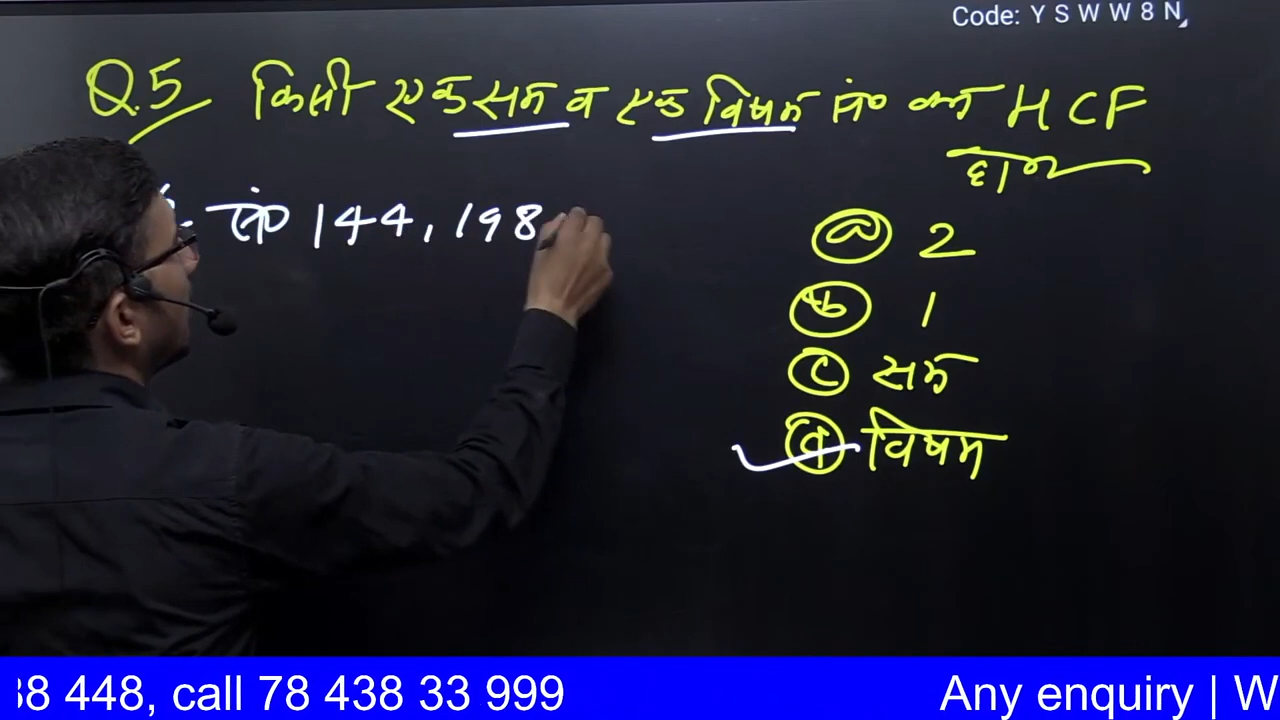 Code: Y S W W 8 N
Q.5 किसी एक सम व एक विषम सं० का HCF
होगा
सं० 144, 198
(a) 2
(b) 1
(c) सम
(d) विषम
38 448, call 78 438 33 999 Any enquiry | W